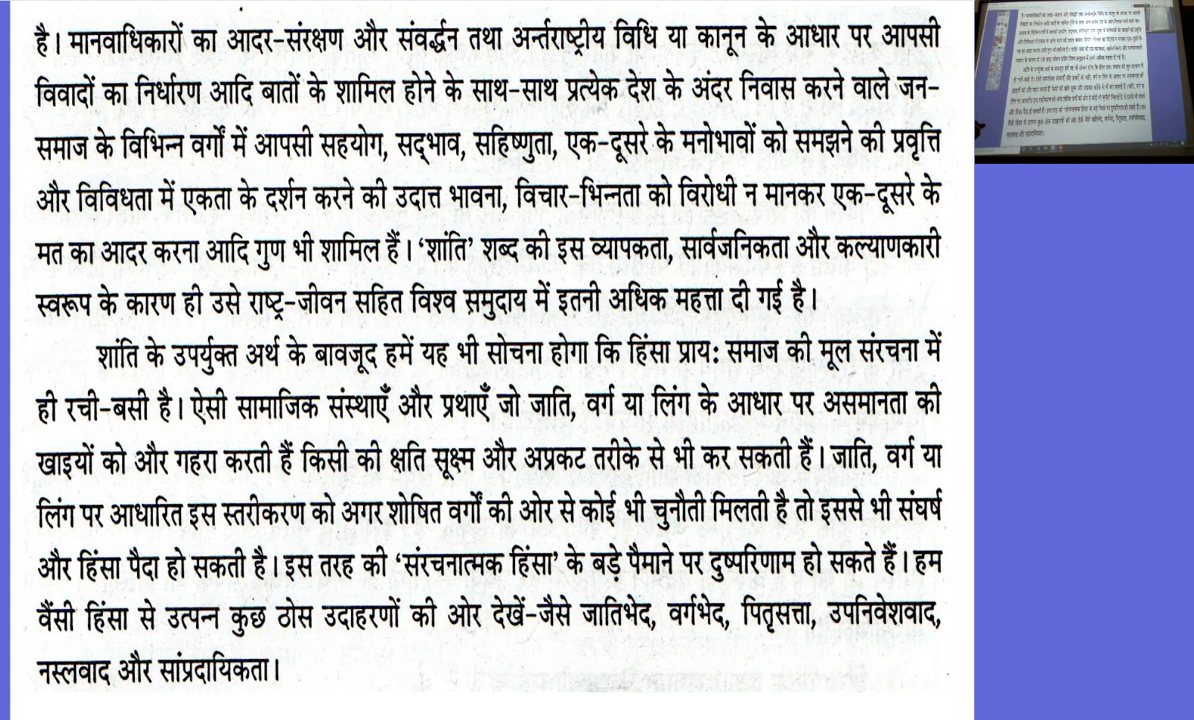 है। मानवाधिकारों का आदर-संरक्षण और संवर्द्धन तथा अर्न्तराष्ट्रीय विधि या कानून के आधार पर आपसी
विवादों का निर्धारण आदि बातों के शामिल होने के साथ-साथ प्रत्येक देश के अंदर निवास करने वाले जन-
समाज के विभिन्न वर्गों में आपसी सहयोग, सद्‌भाव, सहिष्णुता, एक-दूसरे के मनोभावों को समझने की प्रवृत्ति
और विविधता में एकता के दर्शन करने की उदात्त भावना, विचार-भिन्नता को विरोधी न मानकर एक-दूसरे के
मत का आदर करना आदि गुण भी शामिल हैं। ‘शांति’ शब्द की इस व्यापकता, सार्वजनिकता और कल्याणकारी
स्वरूप के कारण ही उसे राष्ट्र-जीवन सहित विश्व समुदाय में इतनी अधिक महत्ता दी गई है।
शांति के उपर्युक्त अर्थ के बावजूद हमें यह भी सोचना होगा कि हिंसा प्राय: समाज की मूल संरचना में
ही रची-बसी है। ऐसी सामाजिक संस्थाएँ और प्रथाएँ जो जाति, वर्ग या लिंग के आधार पर असमानता की
खाइयों को और गहरा करती हैं किसी की क्षति सूक्ष्म और अप्रकट तरीके से भी कर सकती हैं। जाति, वर्ग या
लिंग पर आधारित इस स्तरीकरण को अगर शोषित वर्गों की ओर से कोई भी चुनौती मिलती है तो इससे भी संघर्ष
और हिंसा पैदा हो सकती है। इस तरह की ‘संरचनात्मक हिंसा’ के बड़े पैमाने पर दुष्परिणाम हो सकते हैं। हम
वैंसी हिंसा से उत्पन्न कुछ ठोस उदाहरणों की ओर देखें-जैसे जातिभेद, वर्गभेद, पितृसत्ता, उपनिवेशवाद,
नस्लवाद और सांप्रदायिकता।